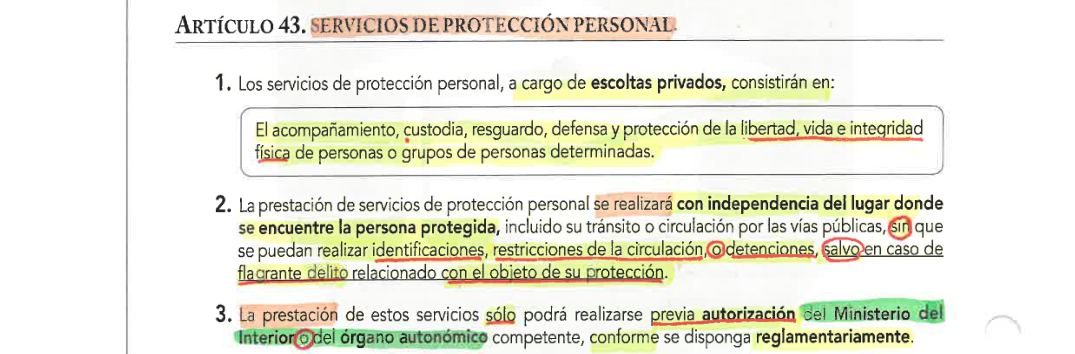 ARTÍCULO 43. SERVICIOS DE PROTECCIÓN PERSONAL.
1. Los servicios de protección personal, a cargo de escoltas privados, consistirán en:
El acompañamiento, custodia, resguardo, defensa y protección de la libertad, vida e integridad
física de personas o grupos de personas determinadas.
2. La prestación de servicios de protección personal se realizará con independencia del lugar donde
se encuentre la persona protegida, incluido su tránsito o circulación por las vías públicas, sin que
se puedan realizar identificaciones, restricciones de la circulación, o detenciones, salvo en caso de
flagrante delito relacionado con el objeto de su protección.
3. La prestación de estos servicios sólo podrá realizarse previa autorización del Ministerio del
Interior o del órgano autonómico competente, conforme se disponga reglamentariamente.